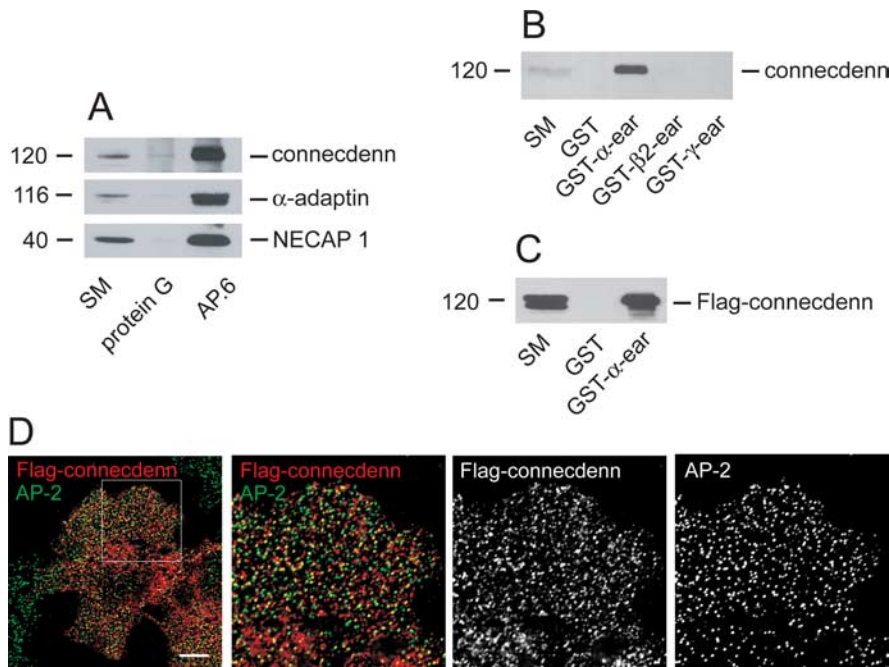 A
120
connecdenn
116
α-adaptin
40
NECAP 1
SM
protein G
AP.6
B
120
connecdenn
SM
GST
GST-α-ear
GST-β2-ear
GST-γ-ear
C
120
Flag-connecdenn
SM
GST
GST-α-ear
D
Flag-connecdenn
AP-2
Flag-connecdenn
AP-2
Flag-connecdenn
AP-2